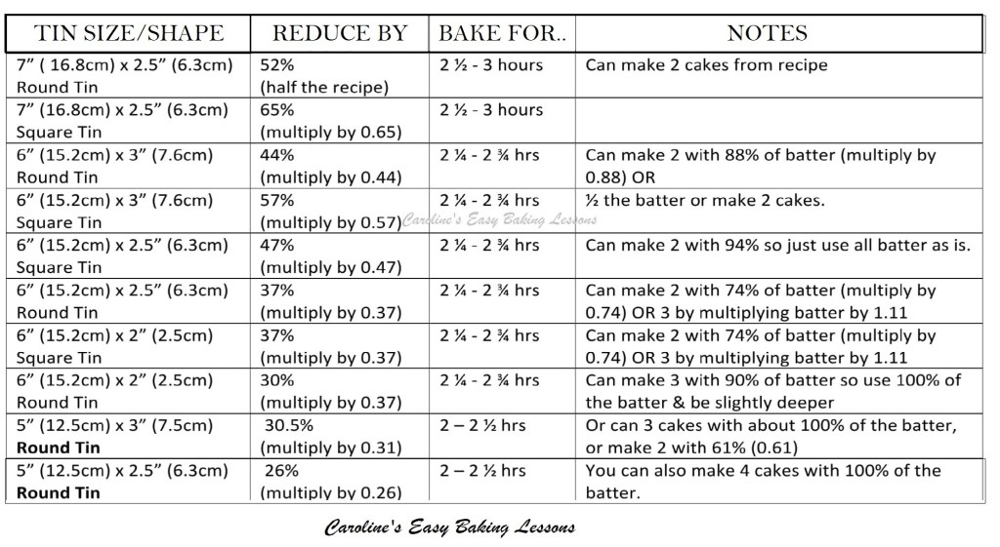 TIN SIZE/SHAPE REDUCE BY BAKE FOR.. NOTES
7” ( 16.8cm) x 2.5” (6.3cm) 52% 2 ½ - 3 hours Can make 2 cakes from recipe
Round Tin (half the recipe)
7” (16.8cm) x 2.5” (6.3cm) 65% 2 ½ - 3 hours
Square Tin (multiply by 0.65)
6” (15.2cm) x 3” (7.6cm) 44% 2 ¼ - 2 ¾ hrs Can make 2 with 88% of batter (multiply by
Round Tin (multiply by 0.44) 0.88) OR
6” (15.2cm) x 3” (7.6cm) 57% 2 ¼ - 2 ¾ hrs ½ the batter or make 2 cakes.
Square Tin (multiply by 0.57) Caroline's Easy Baking Lessons
6” (15.2cm) x 2.5” (6.3cm) 47% 2 ¼ - 2 ¾ hrs Can make 2 with 94% so just use all batter as is.
Square Tin (multiply by 0.47)
6” (15.2cm) x 2.5” (6.3cm) 37% 2 ¼ - 2 ¾ hrs Can make 2 with 74% of batter (multiply by
Round Tin (multiply by 0.37) 0.74) OR 3 by multiplying batter by 1.11
6” (15.2cm) x 2” (2.5cm) 37% 2 ¼ - 2 ¾ hrs Can make 2 with 74% of batter (multiply by
Square Tin (multiply by 0.37) 0.74) OR 3 by multiplying batter by 1.11
6” (15.2cm) x 2” (2.5cm) 30% 2 ¼ - 2 ¾ hrs Can make 3 with 90% of batter so use 100% of
Round Tin (multiply by 0.37) the batter & be slightly deeper
5” (12.5cm) x 3” (7.5cm) 30.5% 2 – 2 ½ hrs Or can 3 cakes with about 100% of the batter,
Round Tin (multiply by 0.31) or make 2 with 61% (0.61)
5” (12.5cm) x 2.5” (6.3cm) 26% 2 – 2 ½ hrs You can also make 4 cakes with 100% of the
Round Tin (multiply by 0.26) batter.
Caroline's Easy Baking Lessons